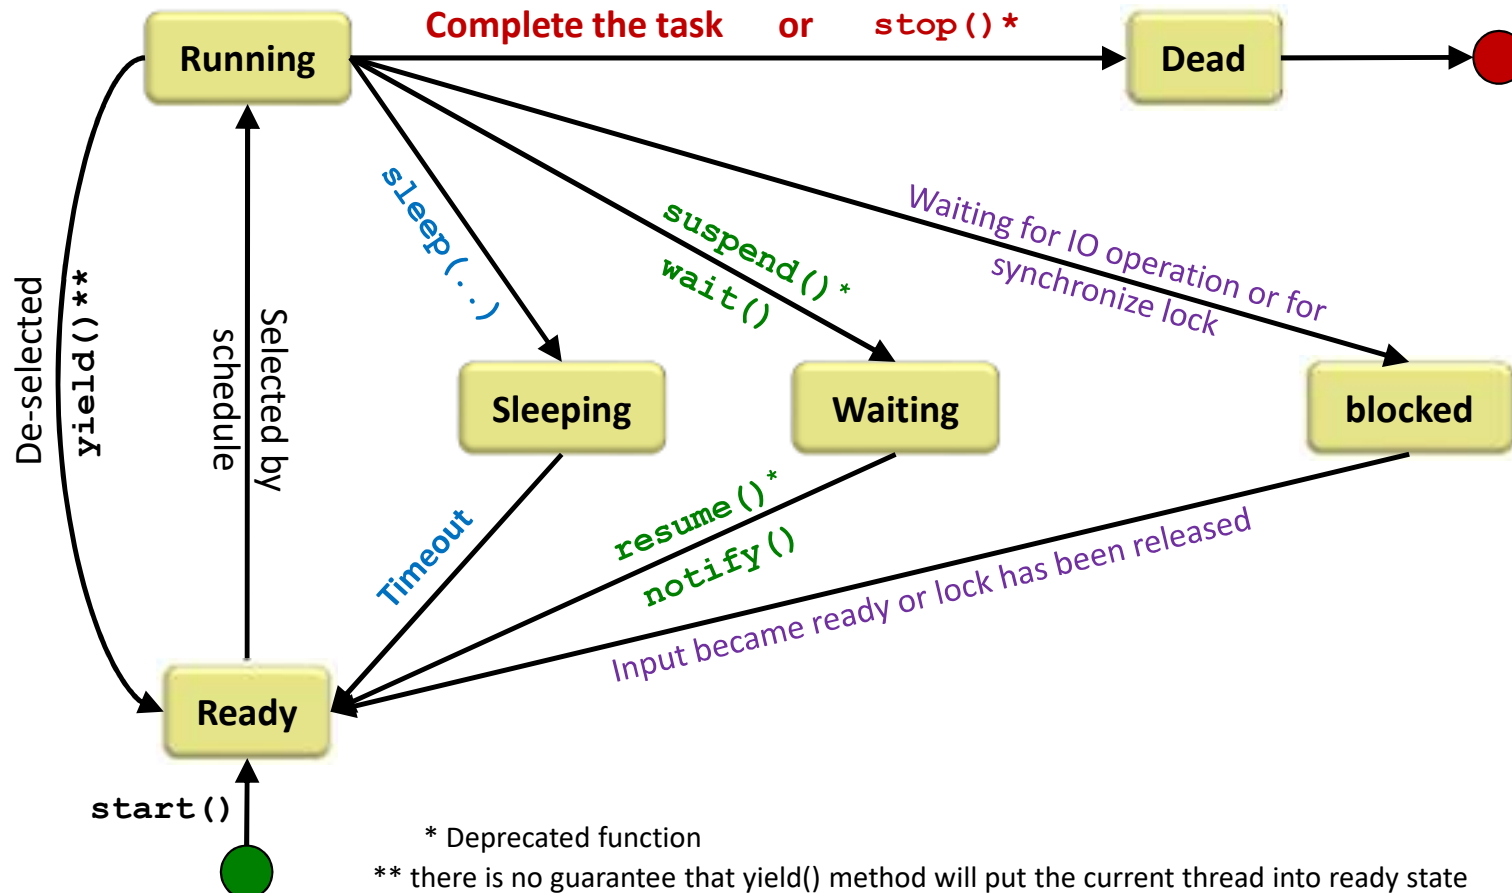 Complete the task or stop()*
Running
Dead
De-selected
yield()**
Selected by
schedule
sleep(..)
suspend()*
wait()
Waiting for IO operation or for
synchronize lock
Sleeping
Waiting
blocked
Timeout
resume()*
notify()
Input became ready or lock has been released
Ready
start()
* Deprecated function
** there is no guarantee that yield() method will put the current thread into ready state